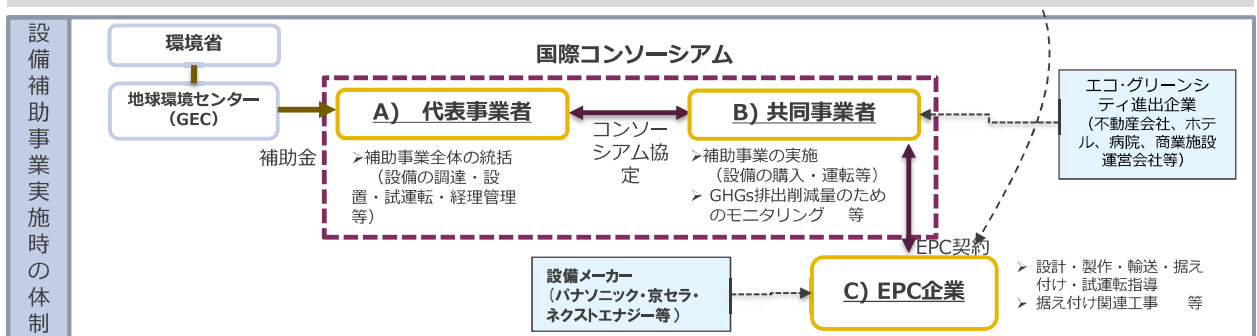 設備補助事業実施時の体制
環境省
地球環境センター
（GEC）
補助金
国際コンソーシアム
A)　代表事業者
➢補助事業全体の統括
（設備の調達・設
置・試運転・経理管理
等）
コンソー
シアム協
定
B) 共同事業者
➢補助事業の実施
（設備の購入・運転等）
➢ GHGs排出削減量のため
のモニタリング　等
エコ・グリーンシ
ティ進出企業
（不動産会社、ホテ
ル、病院、商業施設
運営会社等）
EPC契約
設備メーカー
（パナソニック・京セラ・
ネクストエナジー等）
C) EPC企業
➢ 設計・製作・輸送・据え
付け・試運転指導
➢ 据え付け関連工事　等